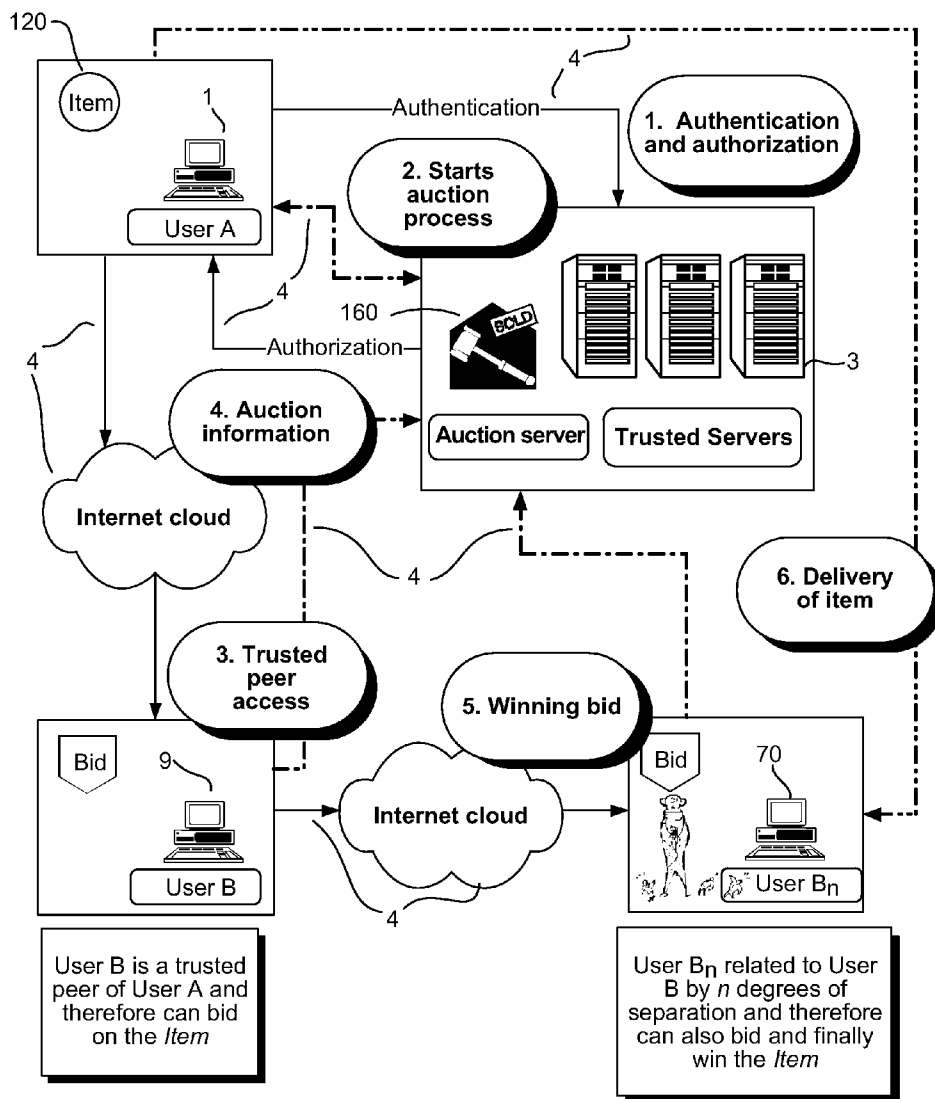 120
4
Item
1
Authentication
4
1. Authentication
and authorization
2. Starts
auction
process
User A
4
160
SOLD
4
Authorization
3
4. Auction
information
Auction server
Trusted Servers
4
Internet cloud
4
6. Delivery
of item
3. Trusted
peer
access
5. Winning bid
Bid
9
Internet cloud
Bid
70
User B
4
User Bn
User B is a trusted
peer of User A and
therefore can bid
on the Item
User Bn related to User
B by n degrees of
separation and therefore
can also bid and finally
win the Item